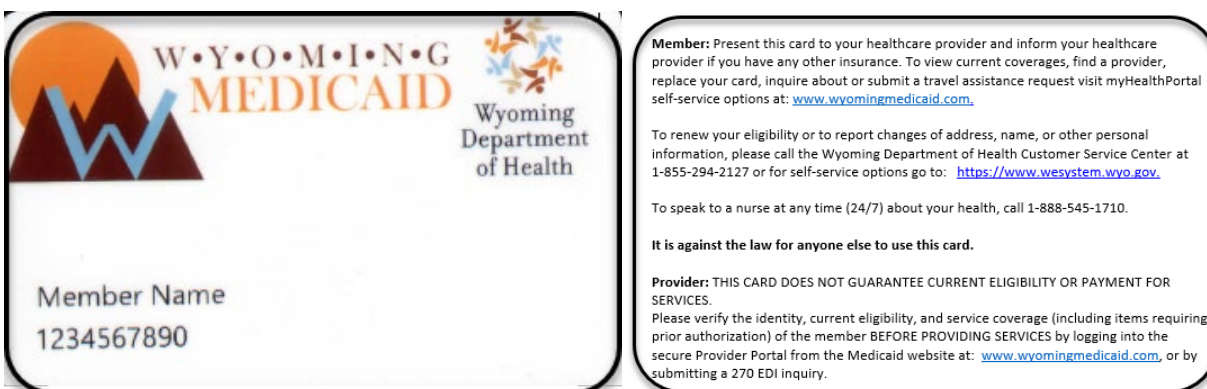 W•Y•O•M•I•N•G
MEDICAID
Wyoming
Department
of Health
Member Name
1234567890
Member: Present this card to your healthcare provider and inform your healthcare
provider if you have any other insurance. To view current coverages, find a provider,
replace your card, inquire about or submit a travel assistance request visit myHealthPortal
self-service options at: www.wyomingmedicaid.com.
To renew your eligibility or to report changes of address, name, or other personal
information, please call the Wyoming Department of Health Customer Service Center at
1-855-294-2127 or for self-service options go to: https://www.wesystem.wyo.gov.
To speak to a nurse at any time (24/7) about your health, call 1-888-545-1710.
It is against the law for anyone else to use this card.
Provider: THIS CARD DOES NOT GUARANTEE CURRENT ELIGIBILITY OR PAYMENT FOR
SERVICES.
Please verify the identity, current eligibility, and service coverage (including items requiring
prior authorization) of the member BEFORE PROVIDING SERVICES by logging into the
secure Provider Portal from the Medicaid website at: www.wyomingmedicaid.com, or by
submitting a 270 EDI inquiry.